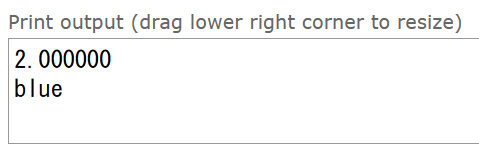 Print output (drag lower right corner to resize)
2.000000
blue